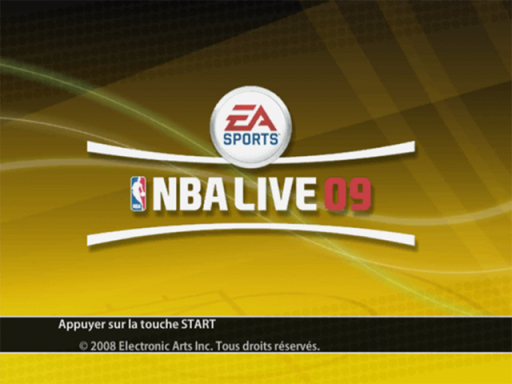 EA
SPORTS
NBA LIVE 09
Appuyer sur la touche START
© 2008 Electronic Arts Inc. Tous droits réservés.